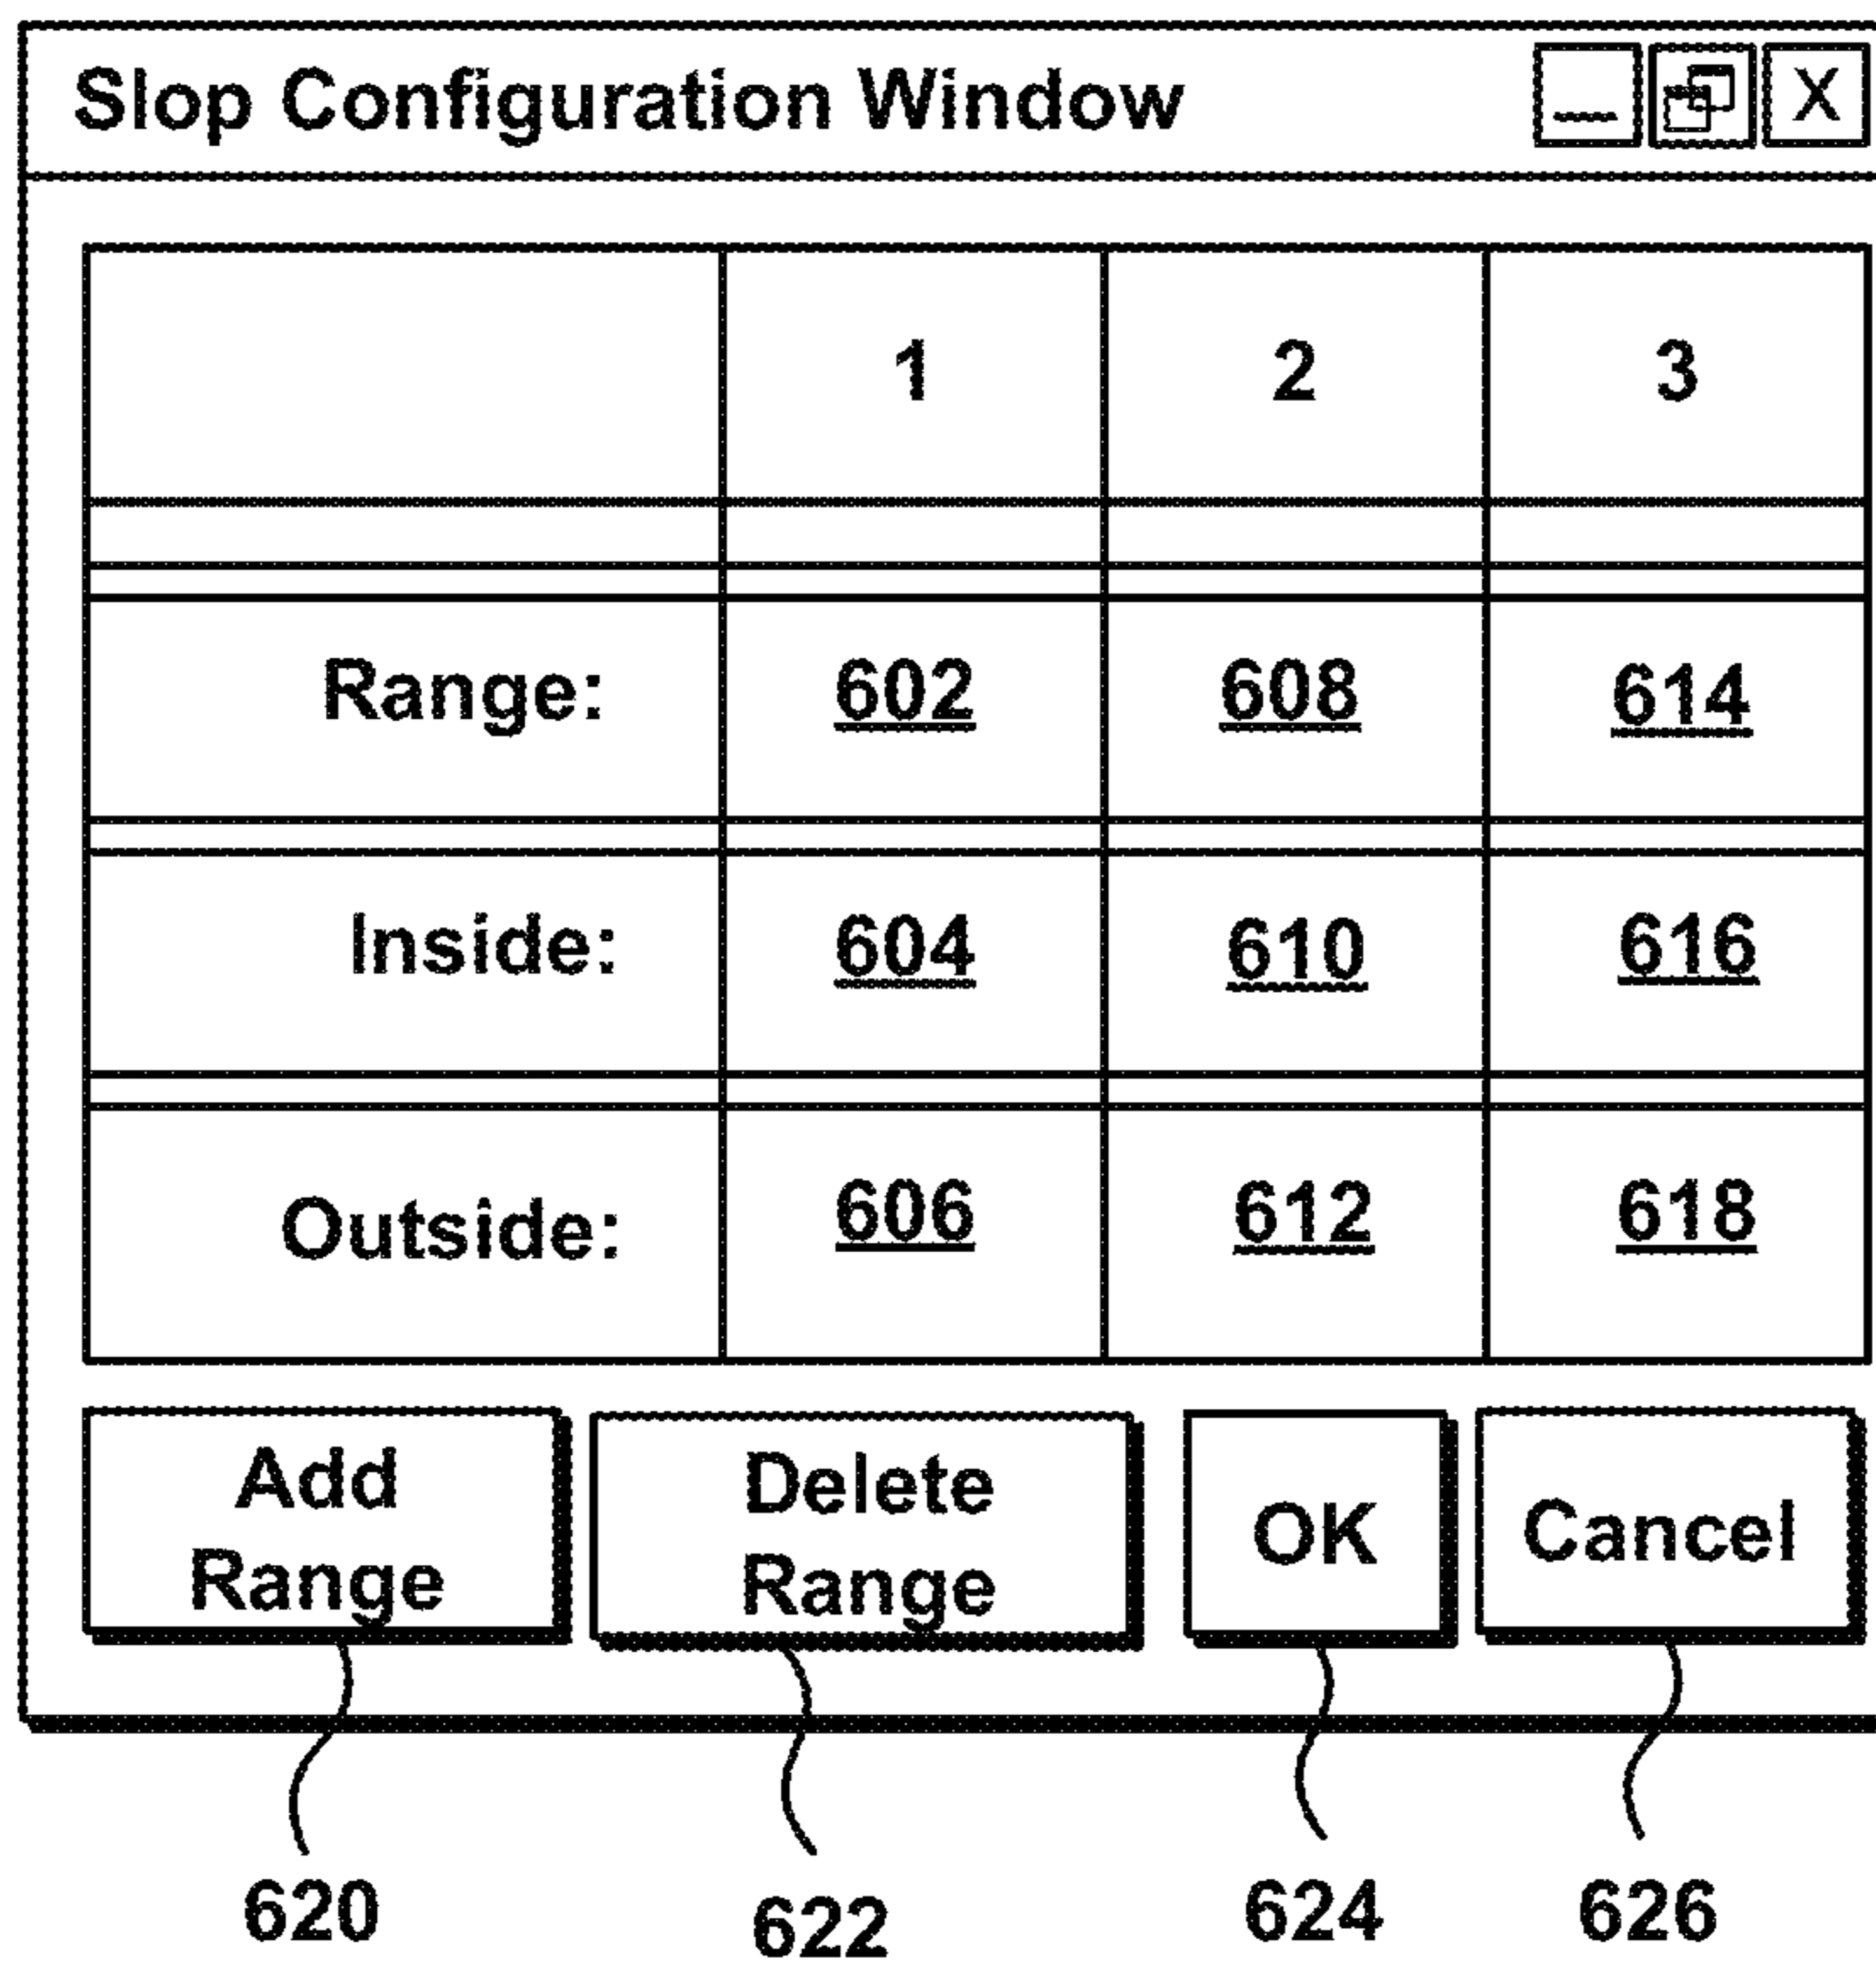 Slop Configuration Window X
1 2 3
Range: 602 608 614
Inside: 604 610 616
Outside: 606 612 618
Add Range
Delete Range
OK
Cancel
620 622 624 626